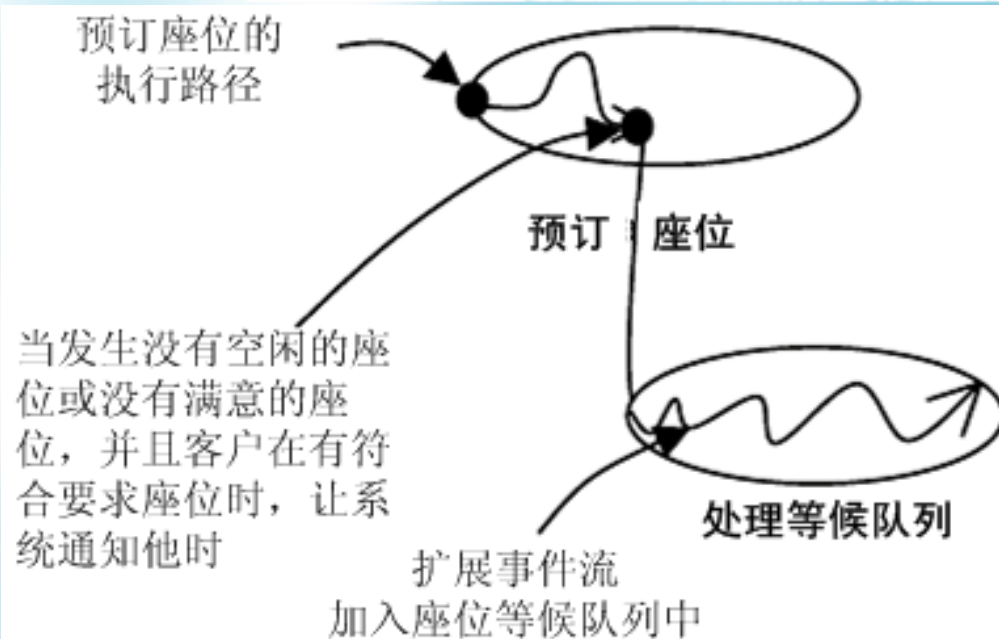 预订座位的
执行路径
预订 座位
当发生没有空闲的座
位或没有满意的座
位，并且客户在有符
合要求座位时，让系
统通知他时
处理等候队列
扩展事件流
加入座位等候队列中